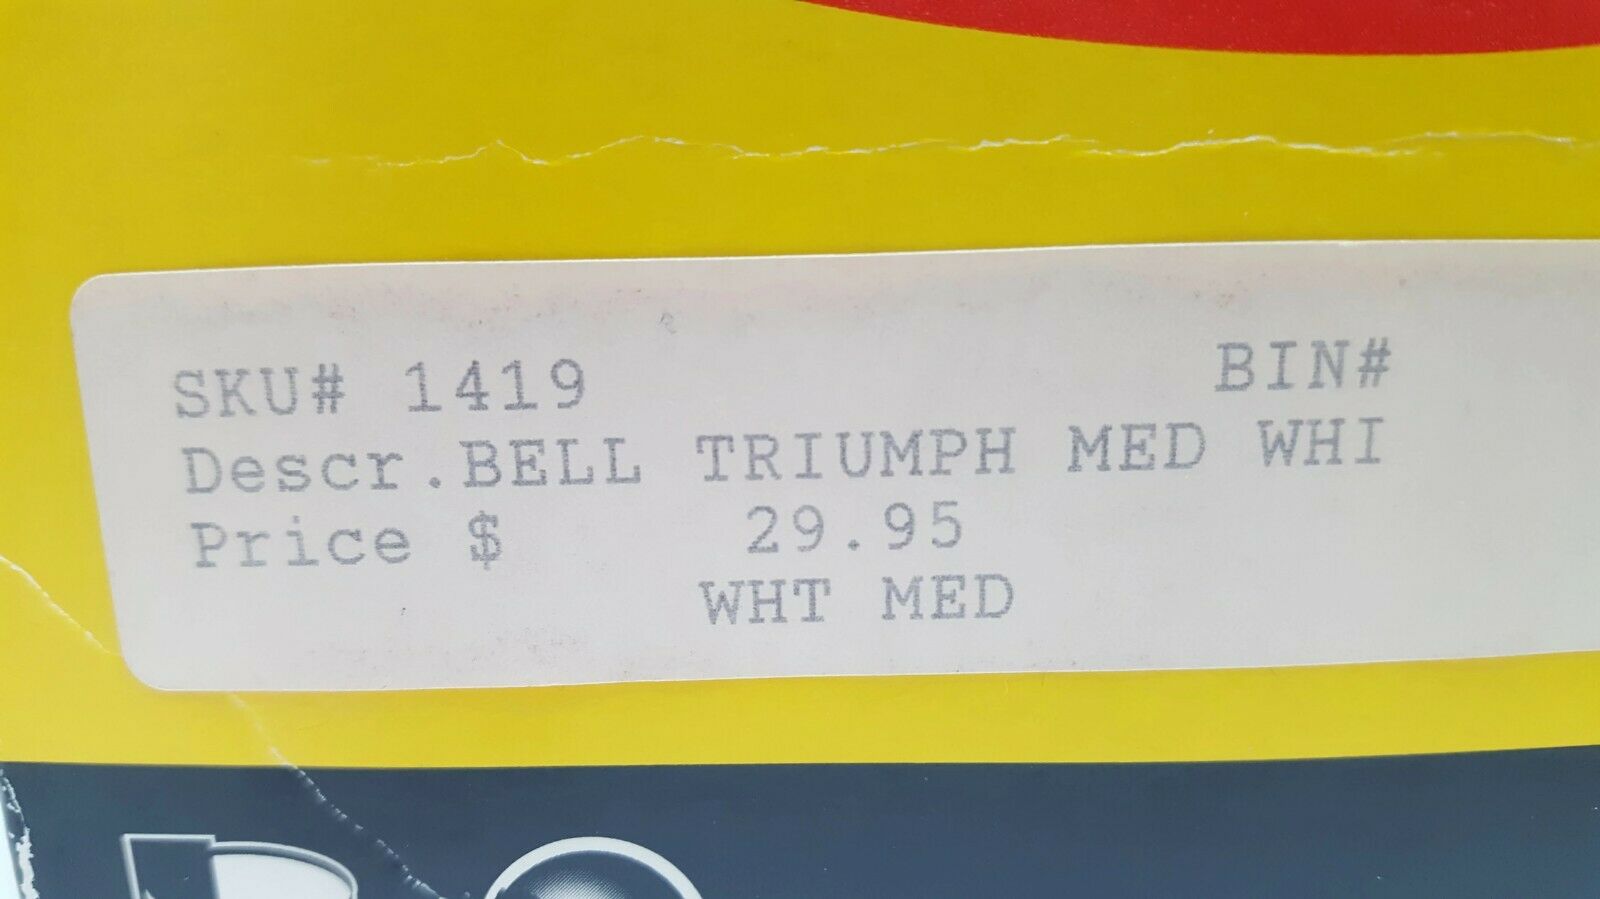 SKU# 1419 BIN#
Descr.BELL TRIUMPH MED WHI
Price $ 29.95
WHT MED